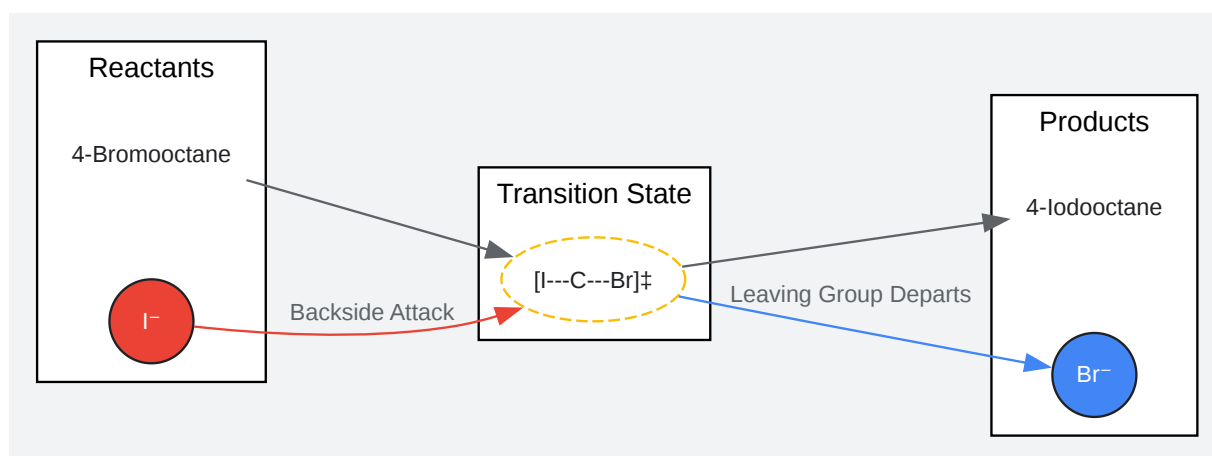 Reactants
4-Bromooctane
I⁻
Backside Attack
Transition State
[I---C---Br]‡
Leaving Group Departs
Products
4-Iodooctane
Br⁻